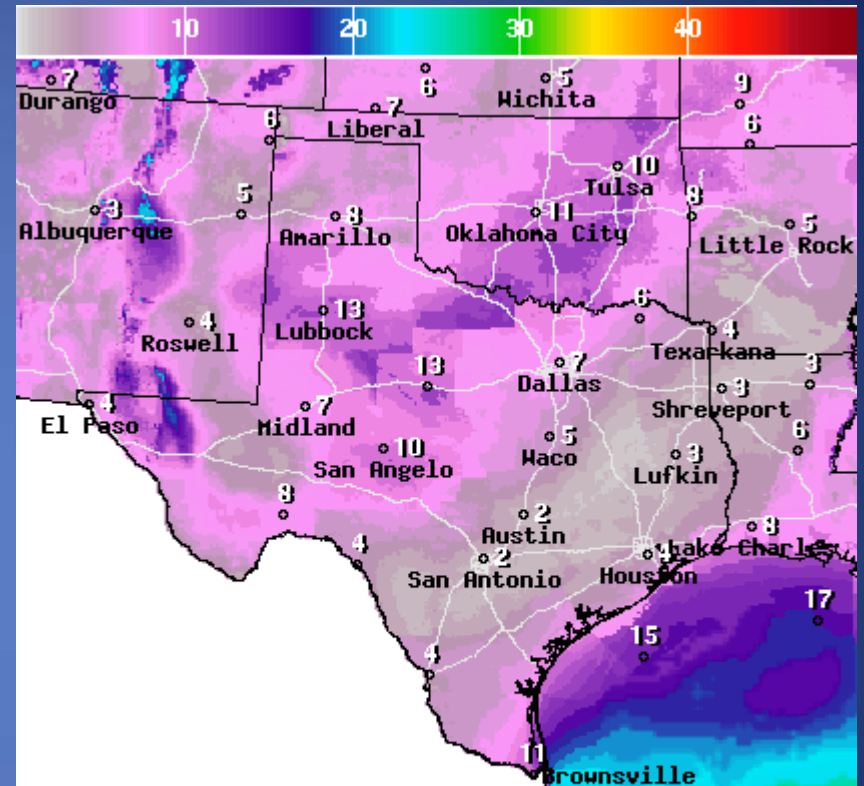 10 20 30 40
7
Durango
6
5
Wichita
9
7
Liberal
6
6
10
Tulsa
3
Albuquerque
5
8
Amarillo
11
Oklahoma City
8
5
Little Rock
4
Roswell
13
Lubbock
6
4
Texarkana
7
Dallas
13
3
Shreveport
3
4
El Paso
7
Midland
10
San Angelo
5
Waco
3
Lufkin
6
8
2
Austin
8
Lake Charles
4
2
San Antonio
4
Houston
17
15
4
11
Brownsville